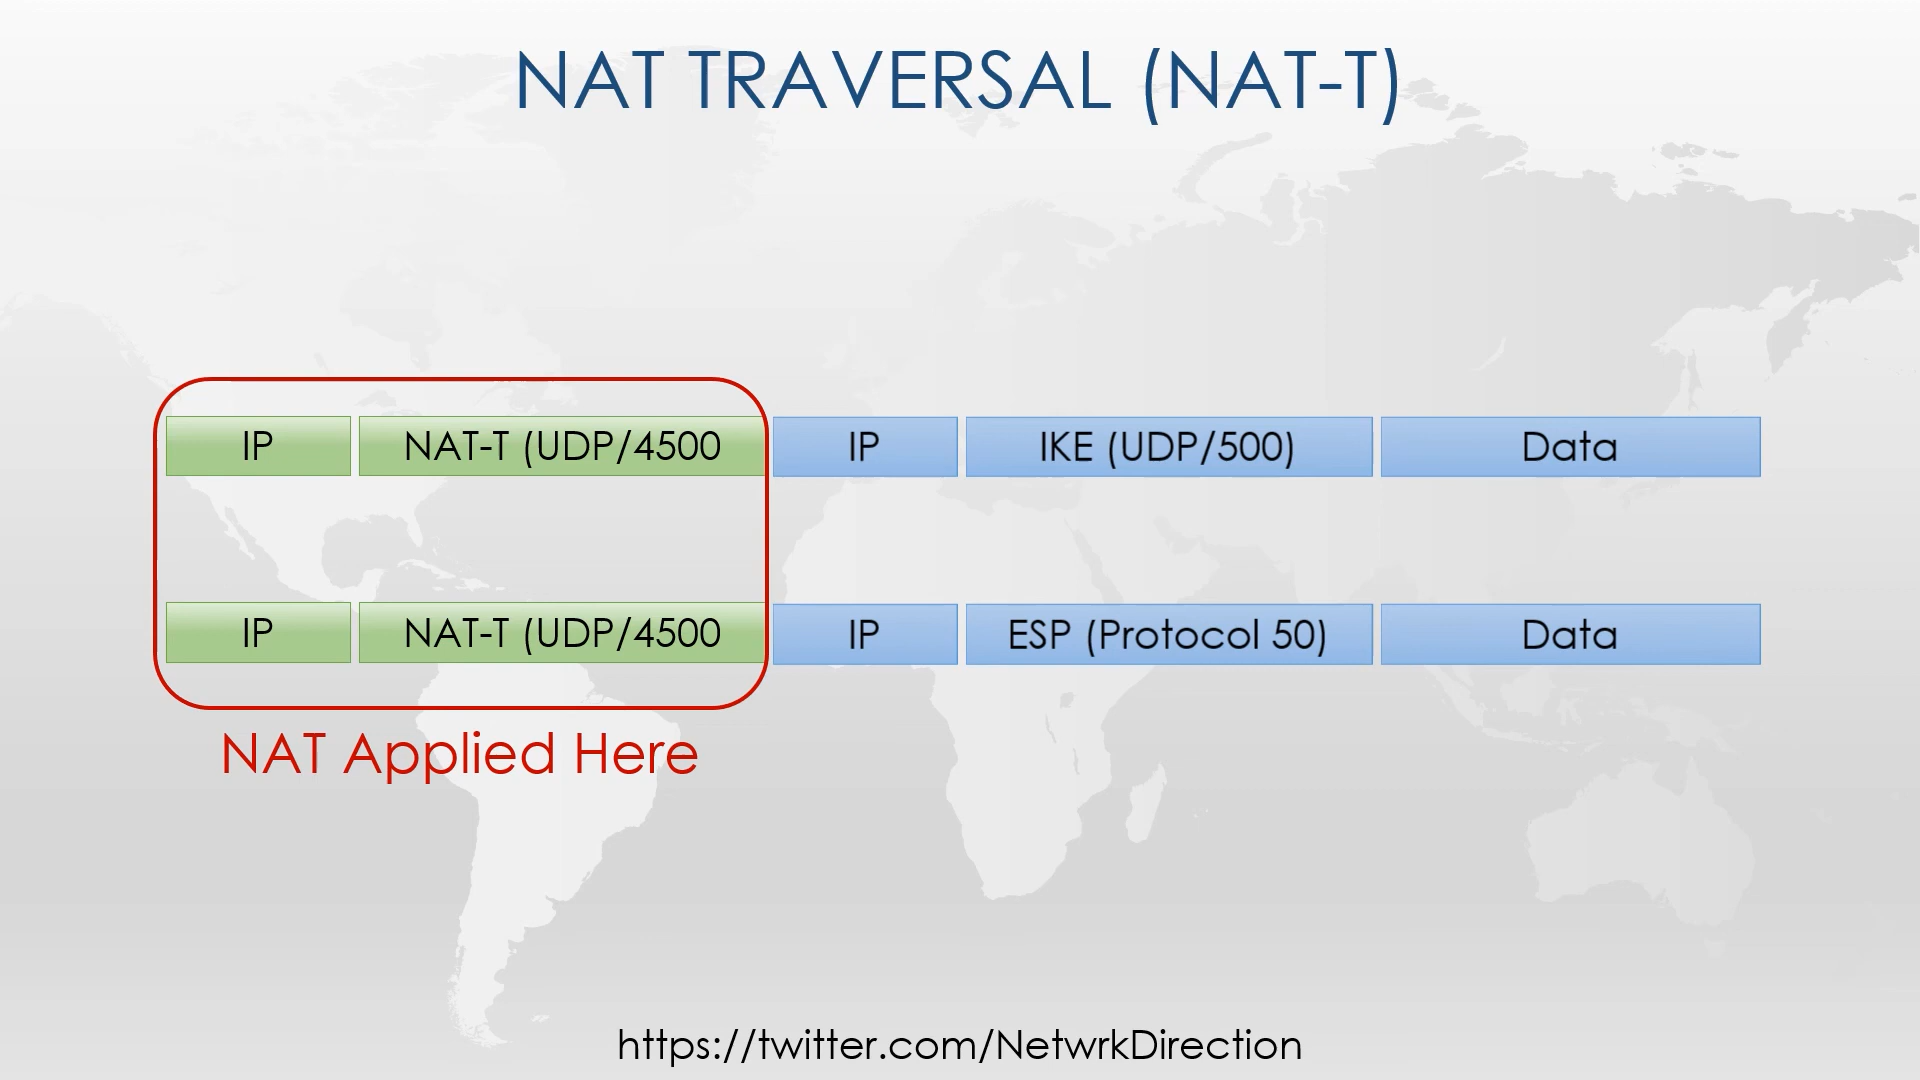 NAT TRAVERSAL (NAT-T)
IP NAT-T (UDP/4500 IP IKE (UDP/500) Data
IP NAT-T (UDP/4500 IP ESP (Protocol 50) Data
NAT Applied Here
https://twitter.com/NetwrkDirection